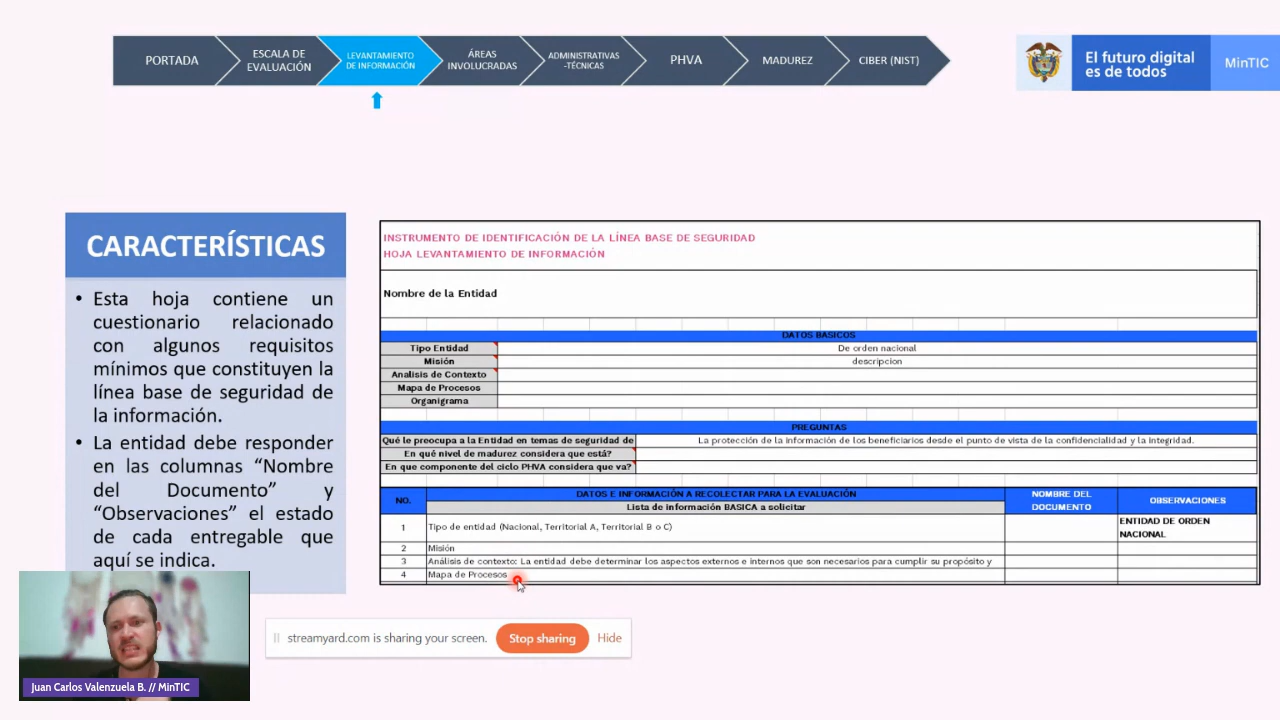 PORTADA
ESCALA DE
EVALUACIÓN
LEVANTAMIENTO
DE INFORMACIÓN
ÁREAS
INVOLUCRADAS
ADMINISTRATIVAS
-TÉCNICAS
PHVA
MADUREZ
CIBER (NIST)
El futuro digital
es de todos
MinTIC
CARACTERÍSTICAS
• Esta hoja contiene un
cuestionario relacionado
con algunos requisitos
mínimos que constituyen la
línea base de seguridad de
la información.
• La entidad debe responder
en las columnas “Nombre
del Documento” y
“Observaciones” el estado
de cada entregable que
aquí se indica.
INSTRUMENTO DE IDENTIFICACIÓN DE LA LÍNEA BASE DE SEGURIDAD
HOJA LEVANTAMIENTO DE INFORMACIÓN
Nombre de la Entidad
DATOS BASICOS
Tipo Entidad De orden nacional
Misión descripcion
Analisis de Contexto
Mapa de Procesos
Organigrama
PREGUNTAS
Qué le preocupa a la Entidad en temas de seguridad de La protección de la información de los beneficiarios desde el punto de vista de la confidencialidad y la integridad.
En qué nivel de madurez considera que está?
En que componente del ciclo PHVA considera que va?
NO.
DATOS E INFORMACIÓN A RECOLECTAR PARA LA EVALUACIÓN
Lista de información BASICA a solicitar
NOMBRE DEL
DOCUMENTO
OBSERVACIONES
1 Tipo de entidad (Nacional, Territorial A, Territorial B o C)
ENTIDAD DE ORDEN
NACIONAL
2 Misión
3 Análisis de contexto: La entidad debe determinar los aspectos externos e internos que son necesarios para cumplir su propósito y
4 Mapa de Procesos
streamyard.com is sharing your screen.
Stop sharing
Hide
Juan Carlos Valenzuela B. // MinTIC